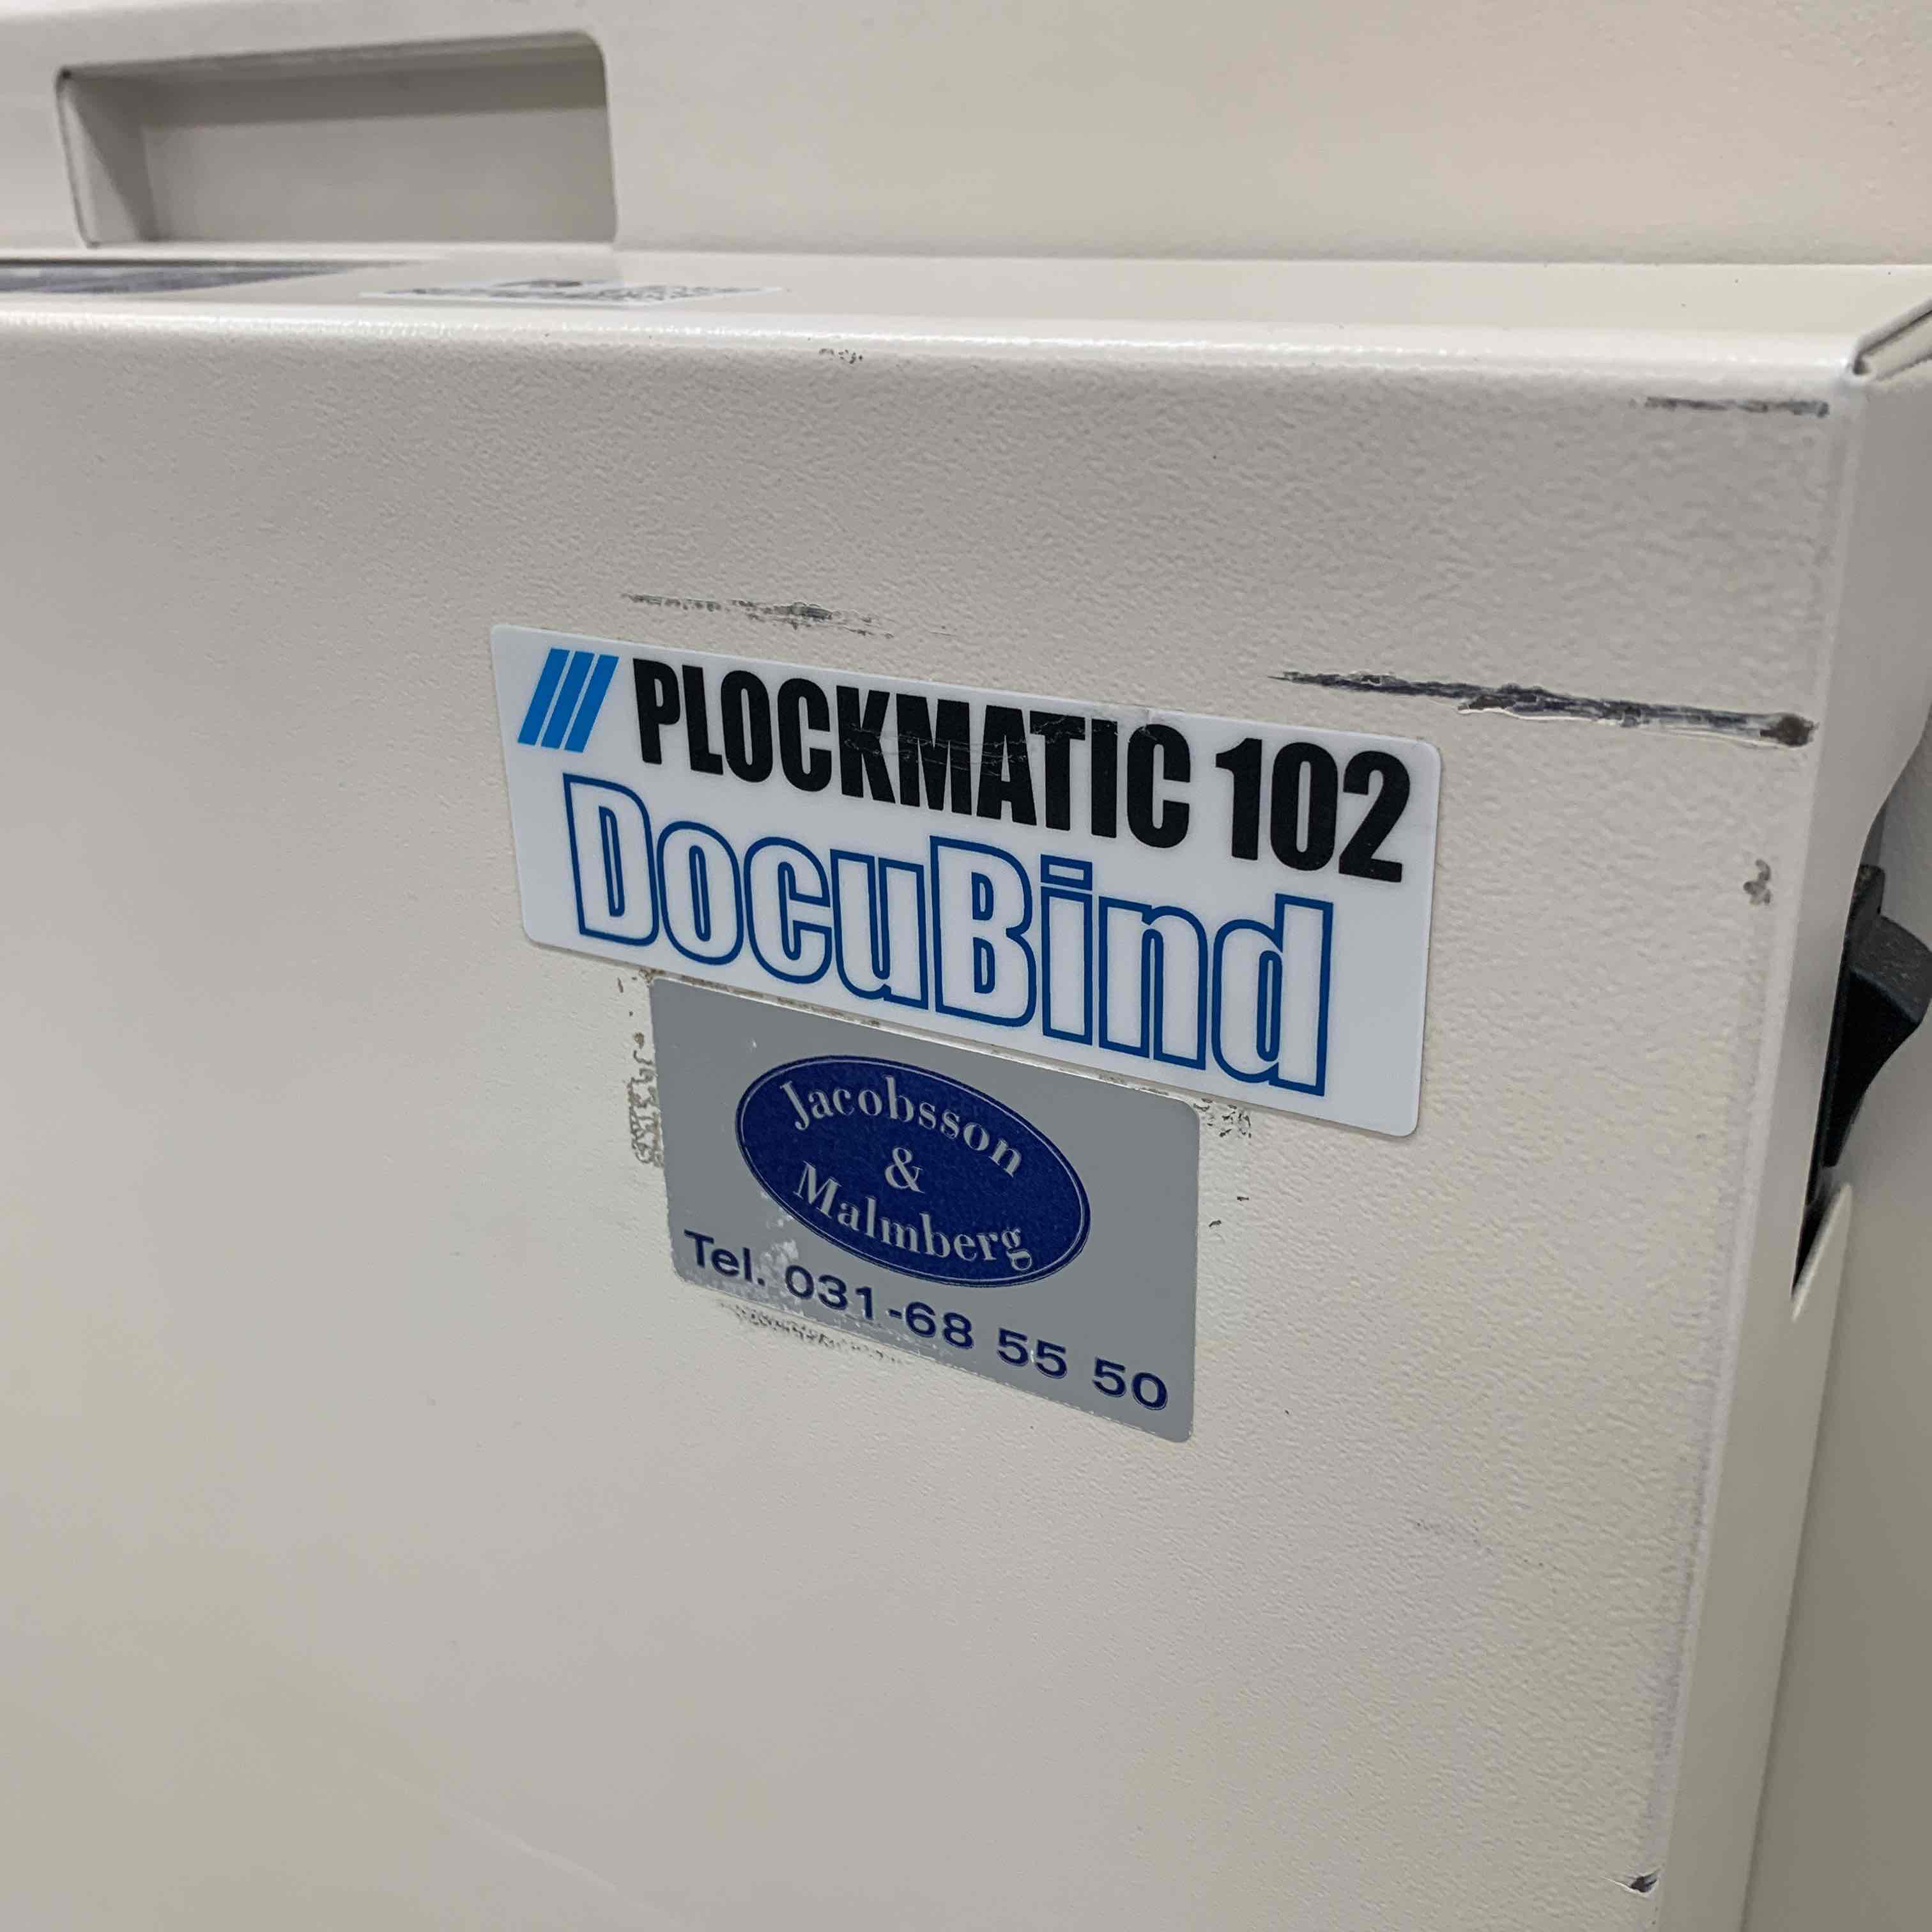 PLOCKMATIC 102
DocuBind
Jacobsson
&
Malmberg
Tel. 031-68 55 50